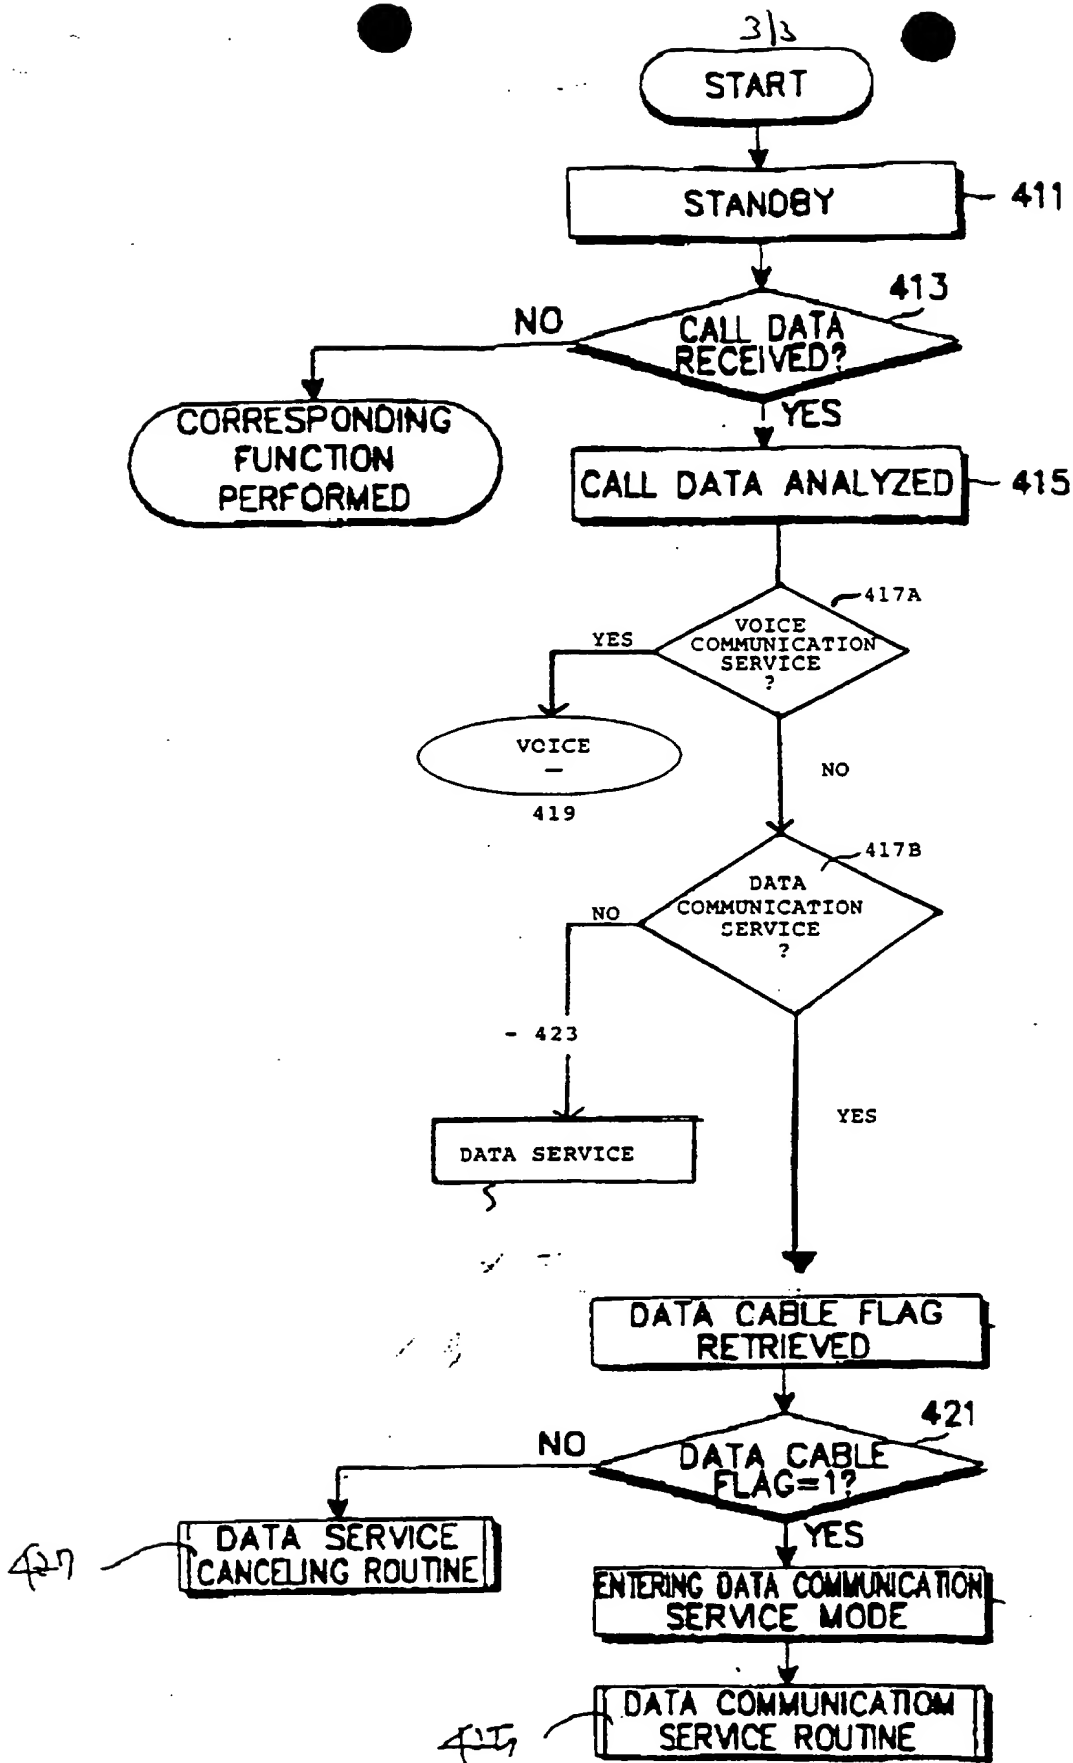 3/3
START
STANDBY
411
413
NO
CALL DATA
RECEIVED?
YES
CORRESPONDING
FUNCTION
PERFORMED
CALL DATA ANALYZED
415
417A
VOICE
COMMUNICATION
SERVICE
?
YES
VOICE
419
NO
417B
DATA
COMMUNICATION
SERVICE
?
NO
- 423
YES
DATA SERVICE
DATA CABLE FLAG
RETRIEVED
421
NO
DATA CABLE
FLAG=1?
YES
DATA SERVICE
CANCELING ROUTINE
427
ENTERING DATA COMMUNICATION
SERVICE MODE
DATA COMMUNICATIOM
SERVICE ROUTINE